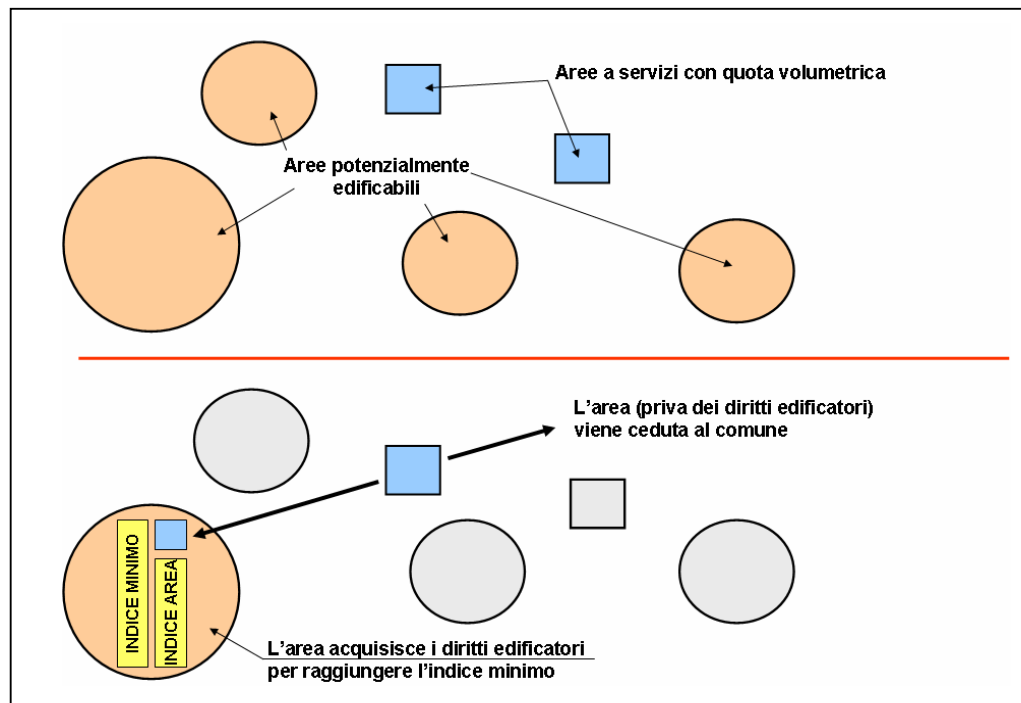 Aree a servizi con quota volumetrica
Aree potenzialmente
edificabili
L'area (priva dei diritti edificatori)
viene ceduta al comune
INDICE MINIMO
INDICE AREA
L'area acquisisce i diritti edificatori
per raggiungere l'indice minimo